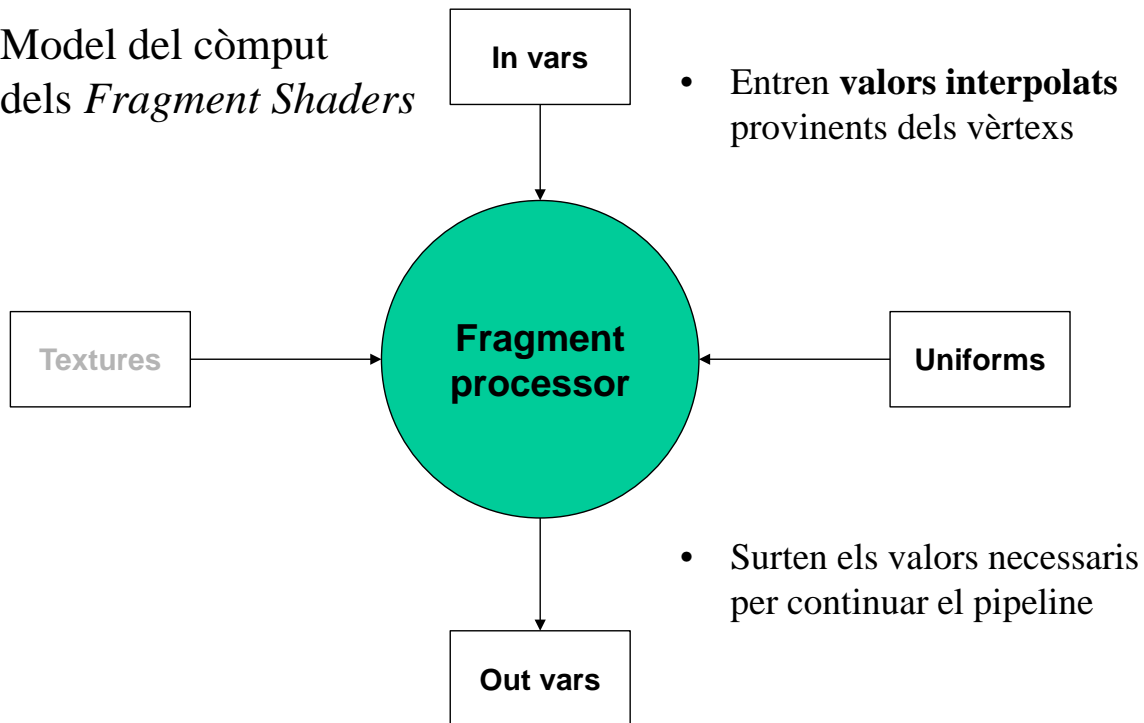 Model del còmput
dels Fragment Shaders
In vars
• Entren valors interpolats
provinents dels vèrtexs
Textures
Fragment
processor
Uniforms
• Surten els valors necessaris
per continuar el pipeline
Out vars